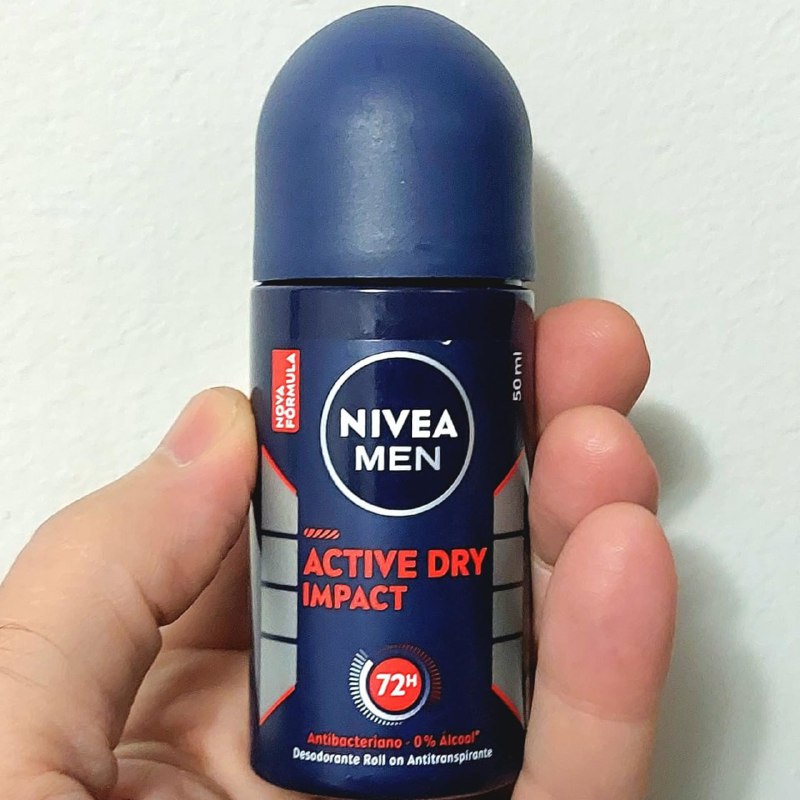 NOVA
FÓRMULA
50 ml
NIVEA
MEN
ACTIVE DRY
IMPACT
72H
Antibacteriano - 0% Álcool*
Desodorante Roll on Antitranspirante